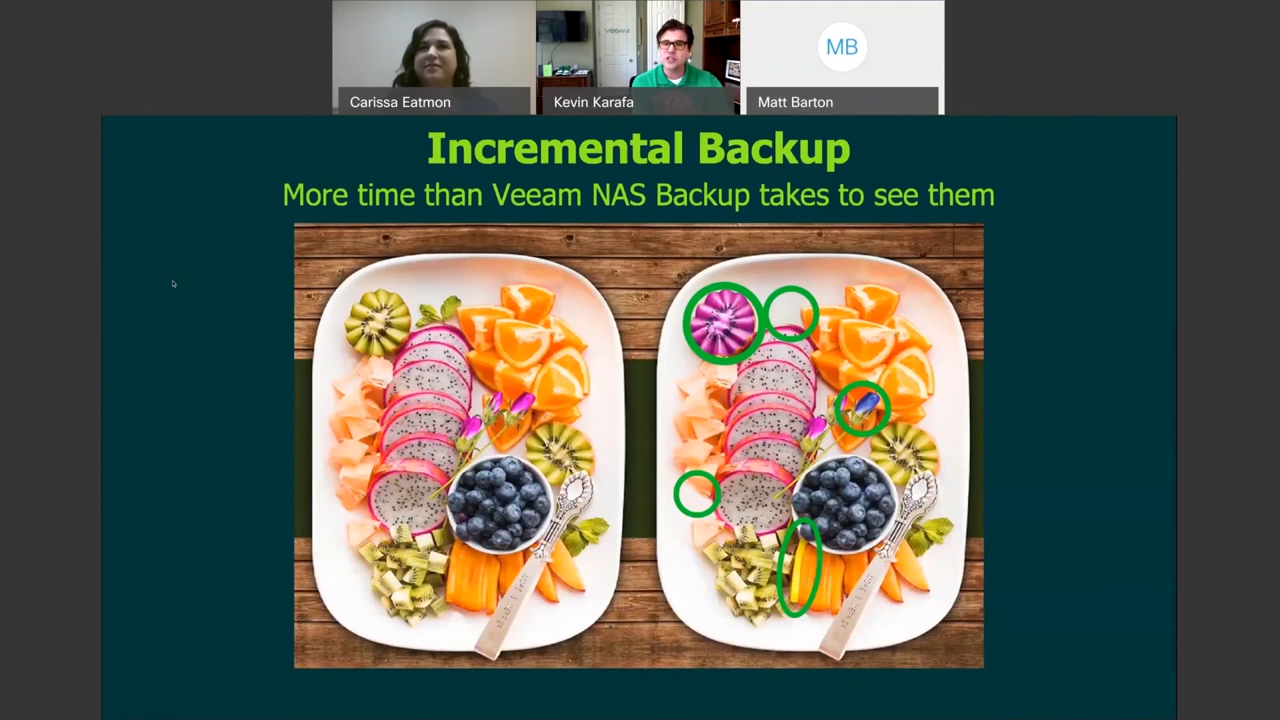 VEEAM
Carissa Eatmon
Kevin Karafa
MB
Matt Barton
Incremental Backup
More time than Veeam NAS Backup takes to see them